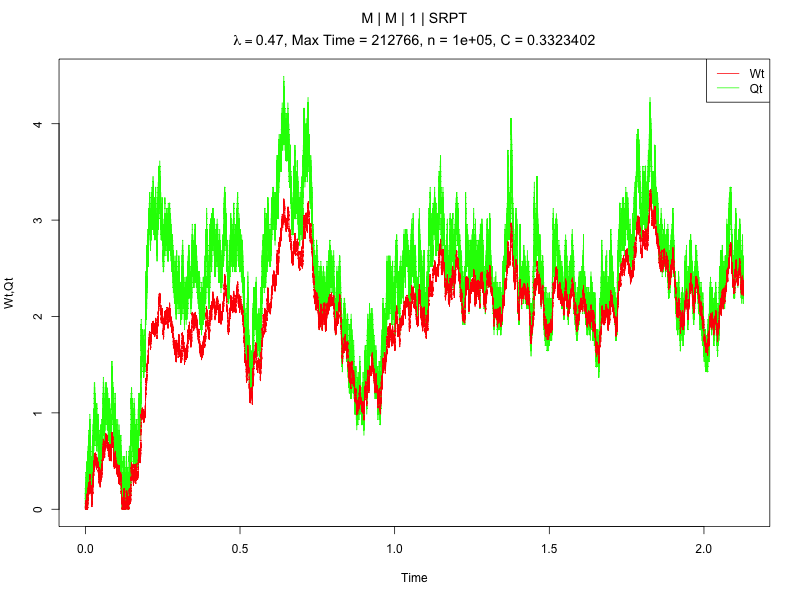 M | M | 1 | SRPT
λ = 0.47, Max Time = 212766, n = 1e+05, C = 0.3323402
Wt
Qt
Wt,Qt
4
3
2
1
0
0.0 0.5 1.0 1.5 2.0
Time